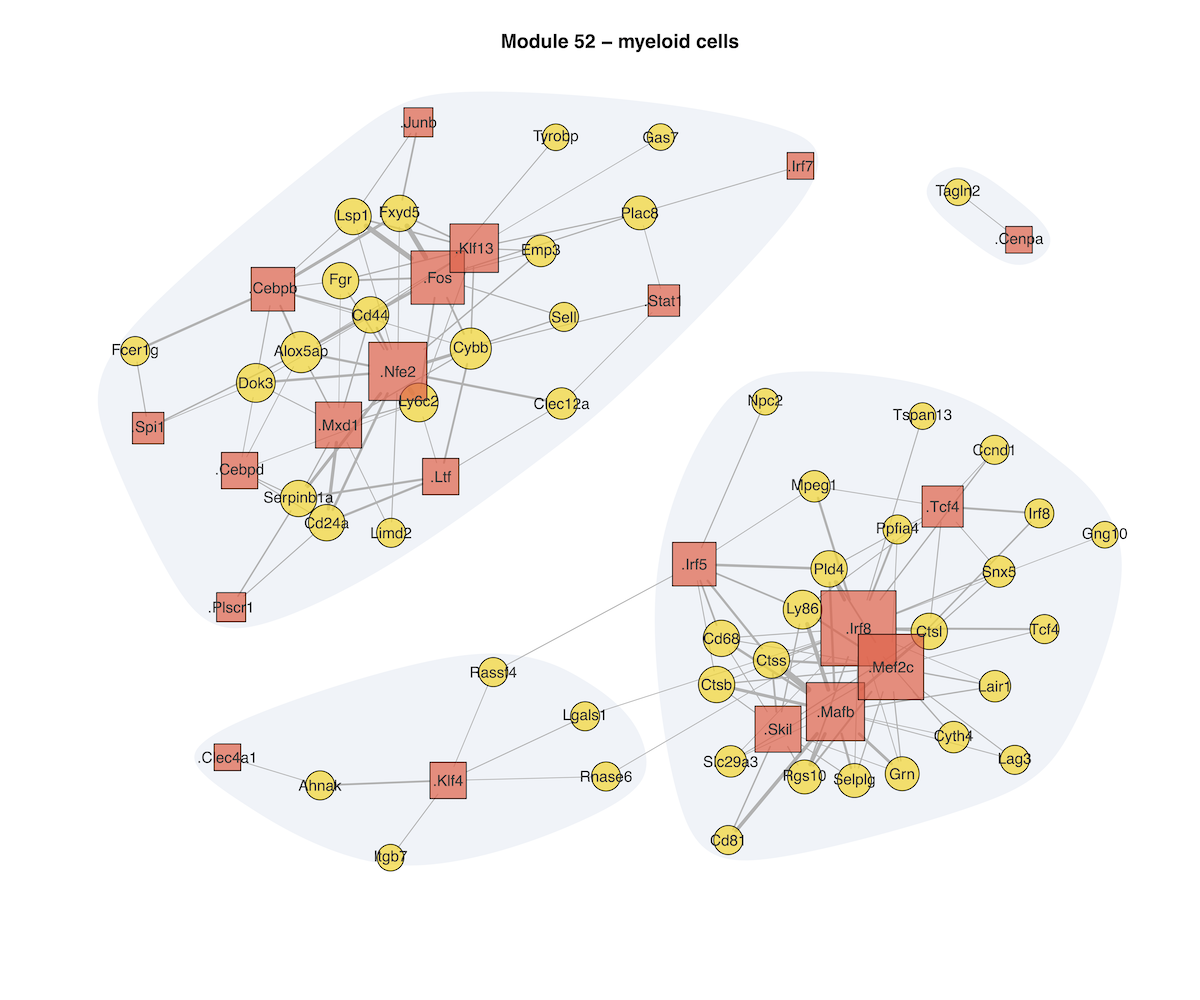 Module 52 – myeloid cells
.Junb
Tyrobp
Gas7
.Irf7
Tagln2
Lsp1
Fxyd5
Plac8
.Cenpa
.Klf13
Emp3
.Fos
Fgr
.Cebpb
.Stat1
Cd44
Sell
Fcer1g
Alox5ap
Cybb
.Nfe2
Dok3
Ly6c2
Clec12a
Npc2
Tspan13
.Spi1
.Mxd1
Ccnd1
.Cebpd
.Ltf
Mpeg1
Serpinb1a
.Tcf4
Irf8
Cd24a
Limd2
Ppfia4
Gng10
.Irf5
Pld4
Snx5
.Plscr1
Ly86
.Irf8
Ctsl
Tcf4
Cd68
Ctss
.Mef2c
Rassf4
Ctsb
Lair1
Lgals1
.Mafb
.Skil
Cyth4
.Clec4a1
Slc29a3
Lag3
Ahnak
.Klf4
Rnase6
Rgs10
Selplg
Grn
Cd81
Itgb7